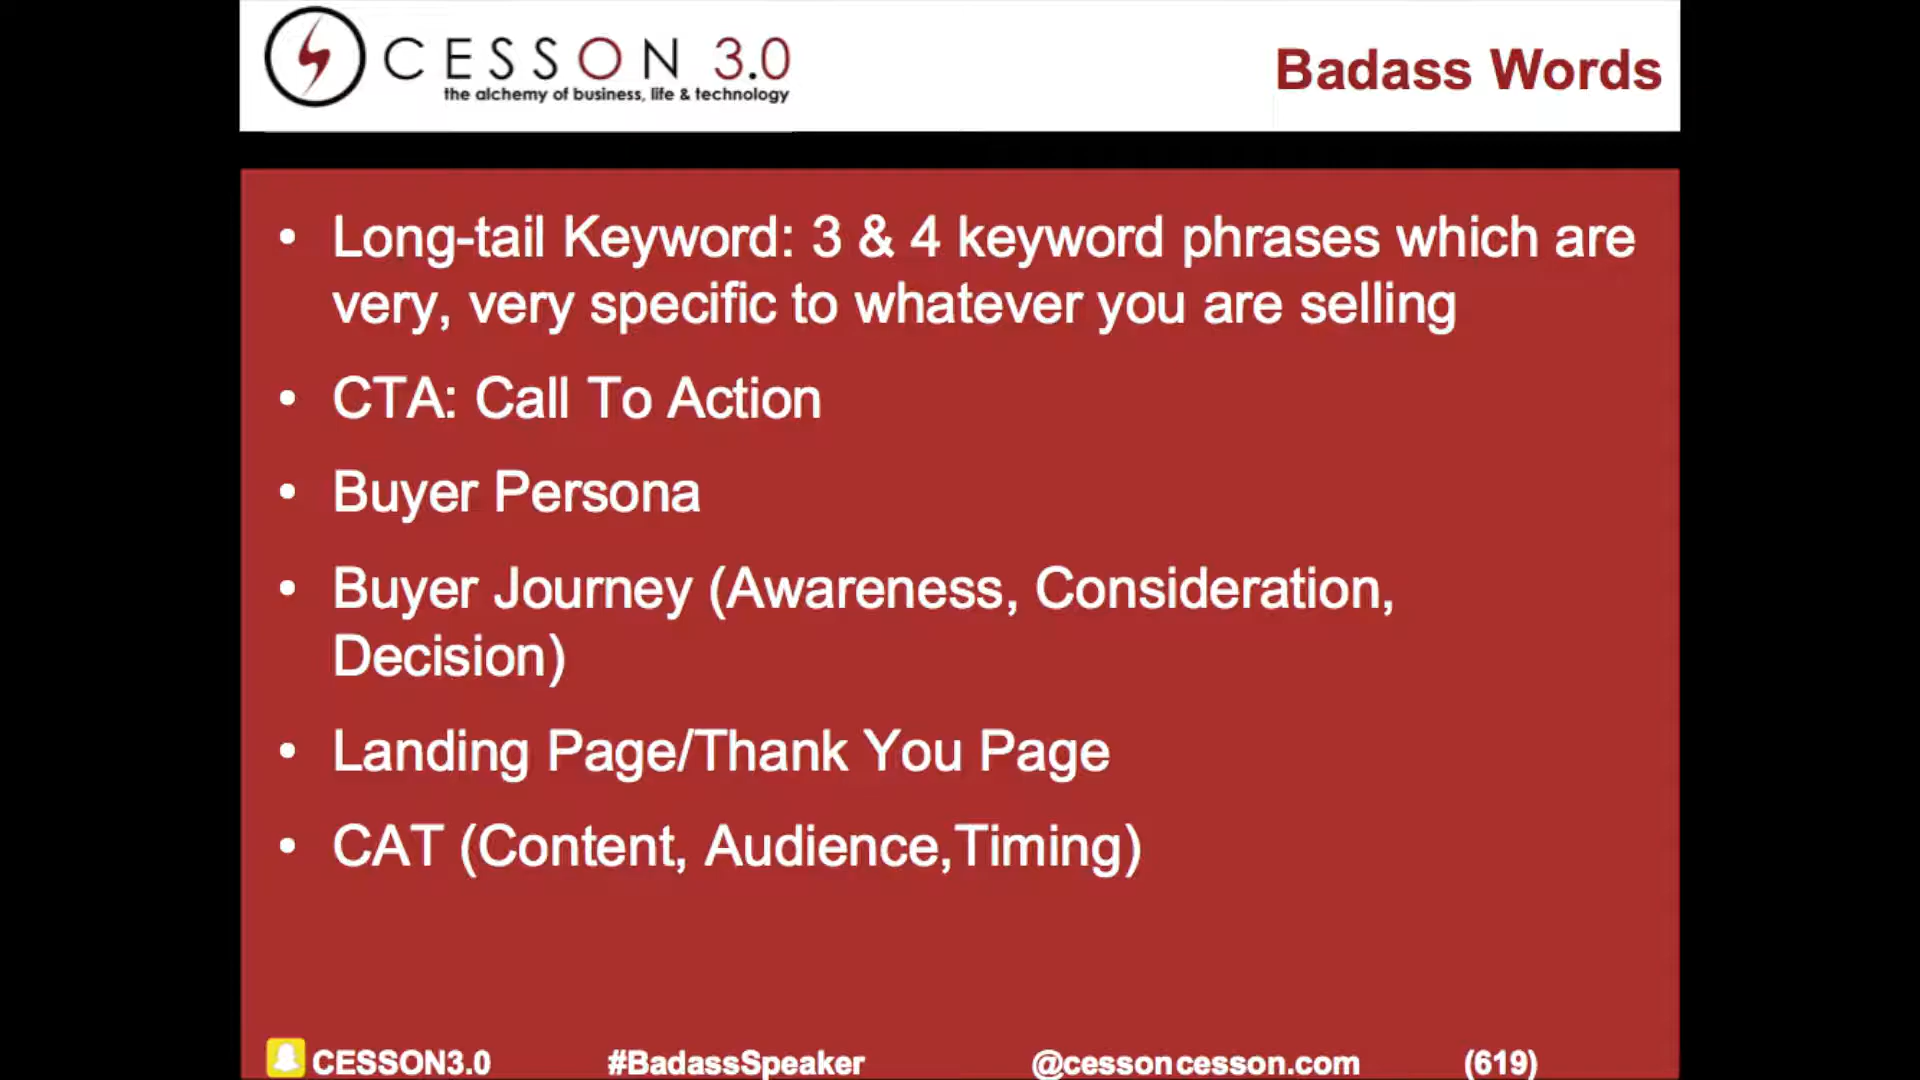 CESSON 3.0
the alchemy of business, life & technology
Badass Words
• Long-tail Keyword: 3 & 4 keyword phrases which are
very, very specific to whatever you are selling
• CTA: Call To Action
• Buyer Persona
• Buyer Journey (Awareness, Consideration,
Decision)
• Landing Page/Thank You Page
• CAT (Content, Audience,Timing)
CESSON3.0 #BadassSpeaker @cessoncesson.com (619)